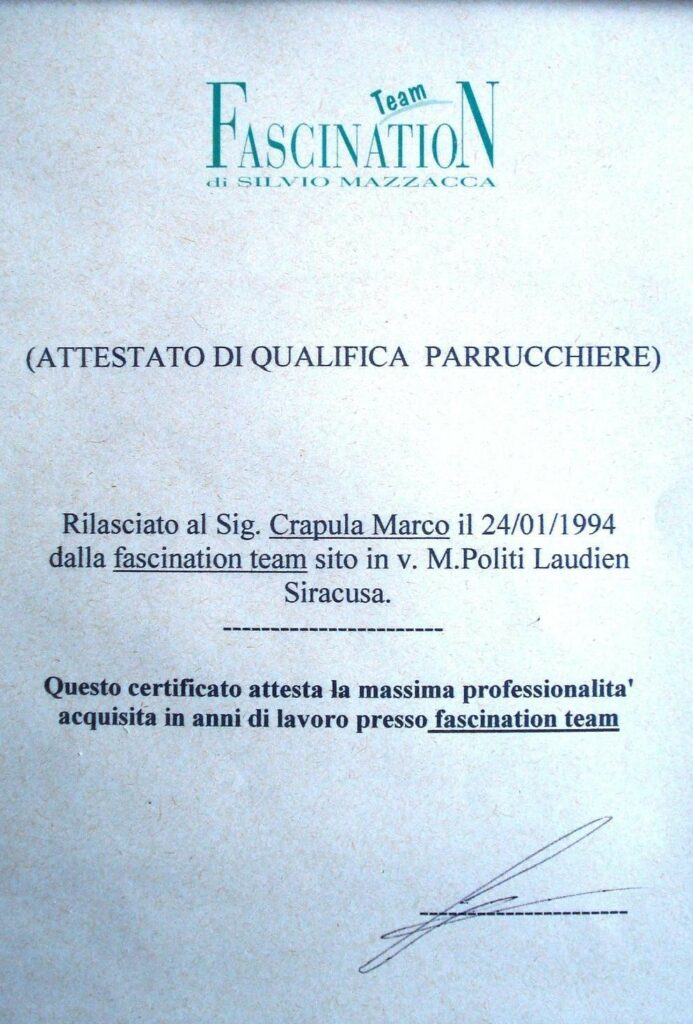 Team
FASCINATION
di SILVIO MAZZACCA
(ATTESTATO DI QUALIFICA PARRUCCHIERE)
Rilasciato al Sig. Crapula Marco il 24/01/1994
dalla fascination team sito in v. M.Politi Laudien
Siracusa.
-----------------------
Questo certificato attesta la massima professionalita'
acquisita in anni di lavoro presso fascination team